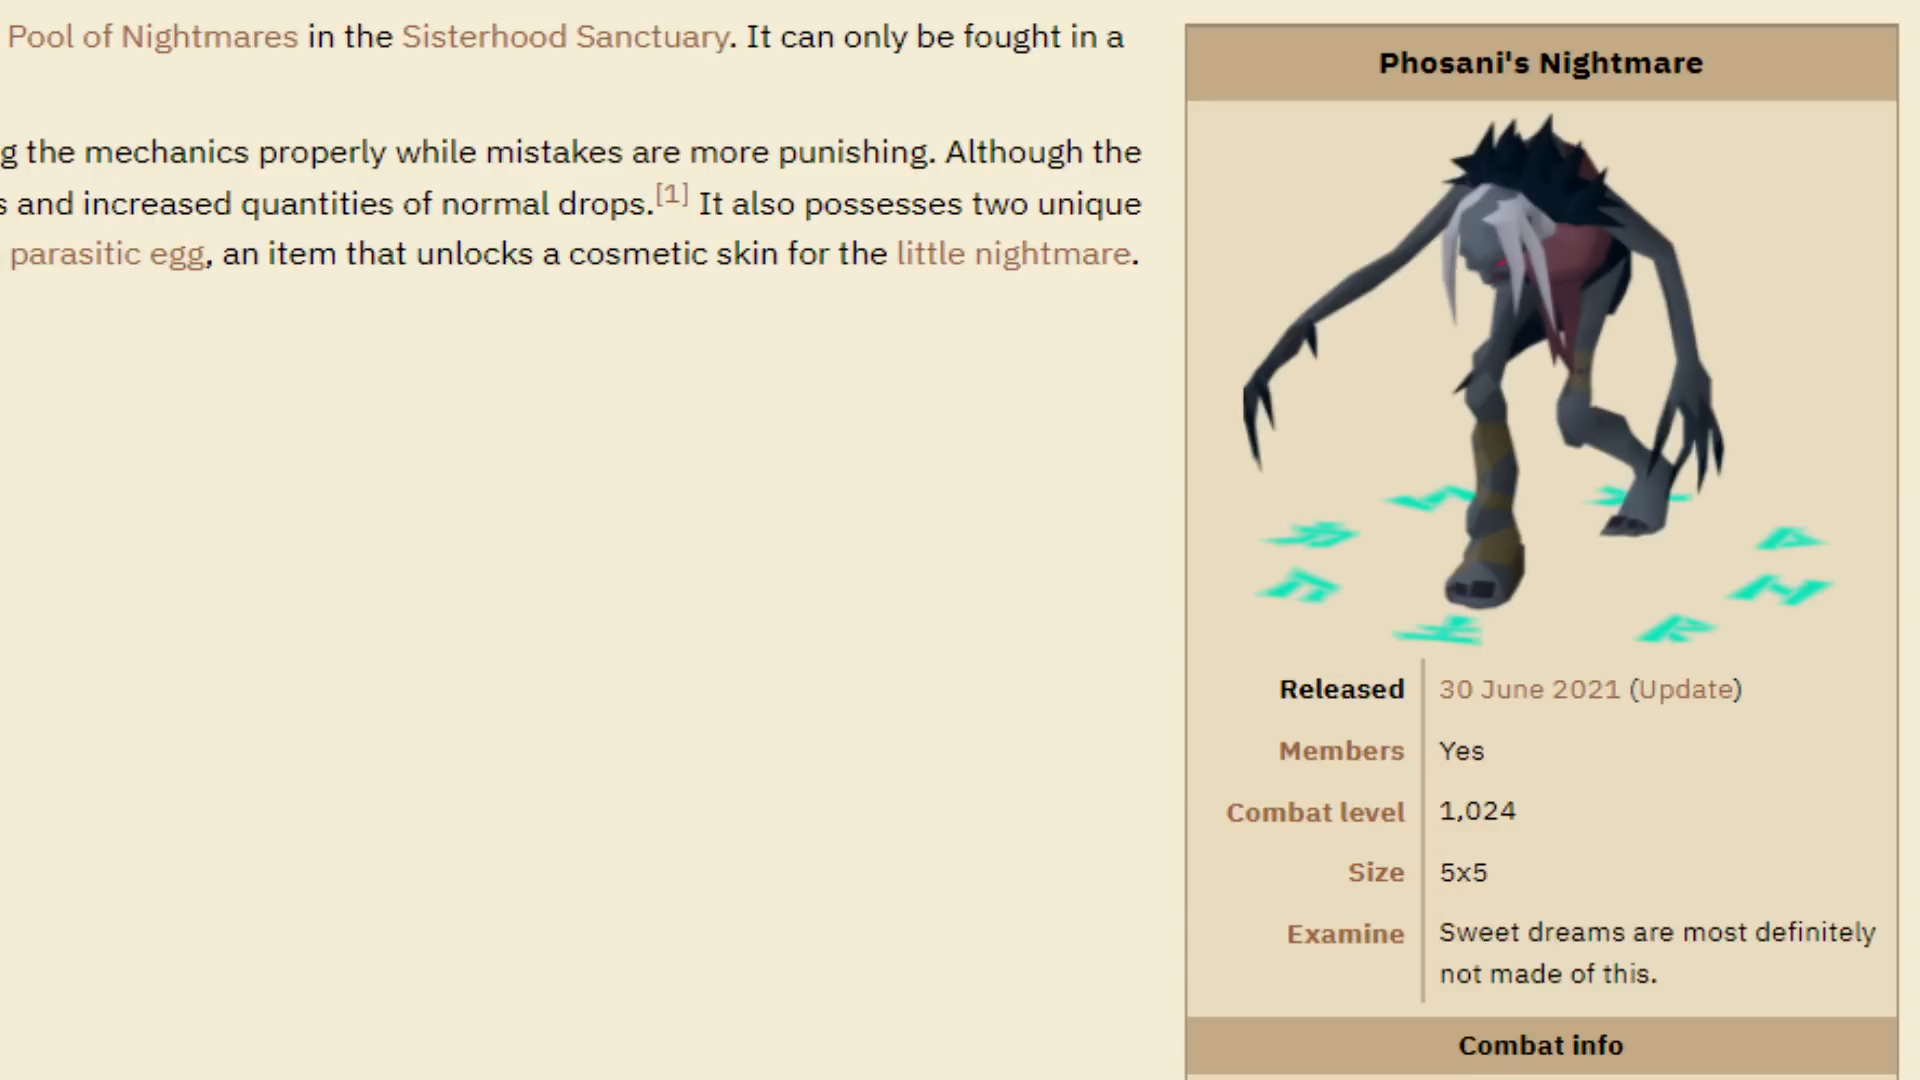 Pool of Nightmares in the Sisterhood Sanctuary. It can only be fought in a
g the mechanics properly while mistakes are more punishing. Although the
s and increased quantities of normal drops.[1] It also possesses two unique
parasitic egg, an item that unlocks a cosmetic skin for the little nightmare.
Phosani's Nightmare
Released 30 June 2021 (Update)
Members Yes
Combat level 1,024
Size 5x5
Examine Sweet dreams are most definitely
not made of this.
Combat info